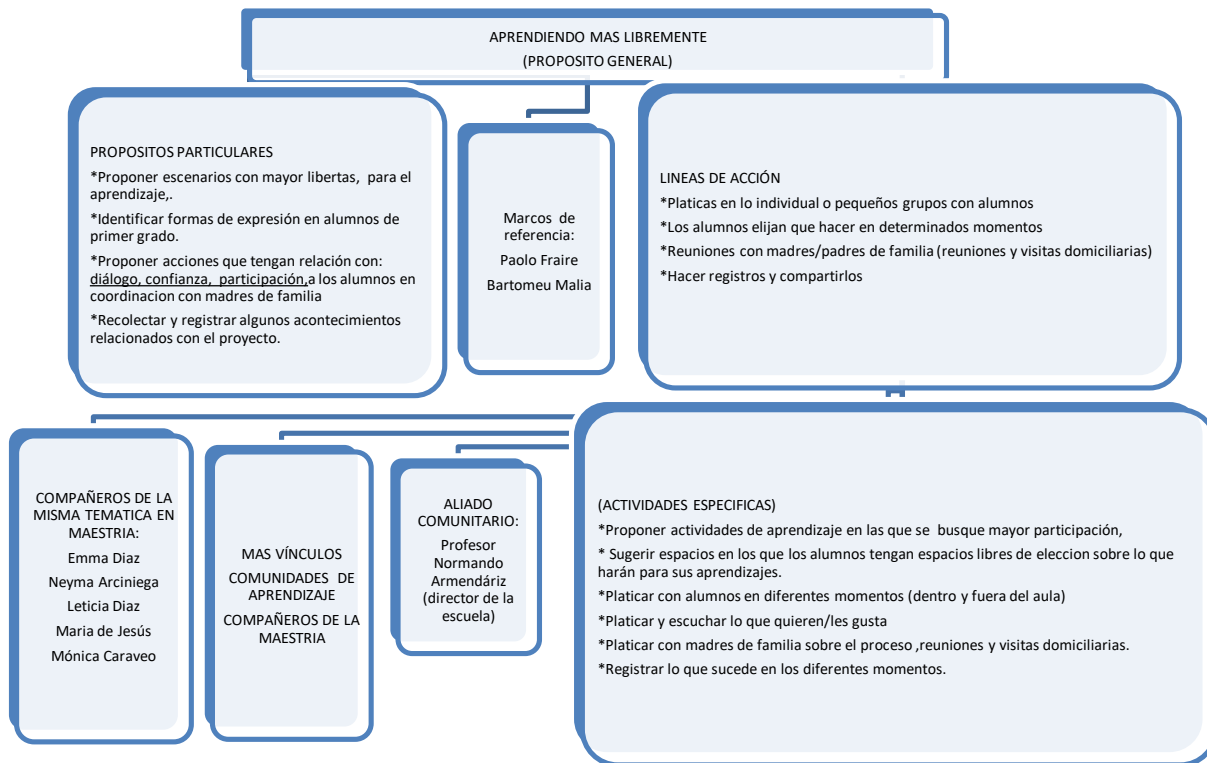 APRENDIENDO MAS LIBREMENTE
(PROPOSITO GENERAL)
PROPOSITOS PARTICULARES
*Proponer escenarios con mayor libertas, para el
aprendizaje,.
*Identificar formas de expresión en alumnos de
primer grado.
*Proponer acciones que tengan relación con:
diálogo, confianza, participación,a los alumnos en
coordinacion con madres de familia
*Recolectar y registrar algunos acontecimientos
relacionados con el proyecto.
Marcos de
referencia:
Paolo Fraire
Bartomeu Malia
LINEAS DE ACCIÓN
*Platicas en lo individual o pequeños grupos con alumnos
*Los alumnos elijan que hacer en determinados momentos
*Reuniones con madres/padres de familia (reuniones y visitas domiciliarias)
*Hacer registros y compartirlos
COMPAÑEROS DE LA
MISMA TEMATICA EN
MAESTRIA:
Emma Diaz
Neyma Arciniega
Leticia Diaz
Maria de Jesús
Mónica Caraveo
MAS VÍNCULOS
COMUNIDADES DE
APRENDIZAJE
COMPAÑEROS DE LA
MAESTRIA
ALIADO
COMUNITARIO:
Profesor
Normando
Armendáriz
(director de la
escuela)
(ACTIVIDADES ESPECIFICAS)
*Proponer actividades de aprendizaje en las que se busque mayor participación,
* Sugerir espacios en los que los alumnos tengan espacios libres de eleccion sobre lo que
harán para sus aprendizajes.
*Platicar con alumnos en diferentes momentos (dentro y fuera del aula)
*Platicar y escuchar lo que quieren/les gusta
*Platicar con madres de familia sobre el proceso ,reuniones y visitas domiciliarias.
*Registrar lo que sucede en los diferentes momentos.